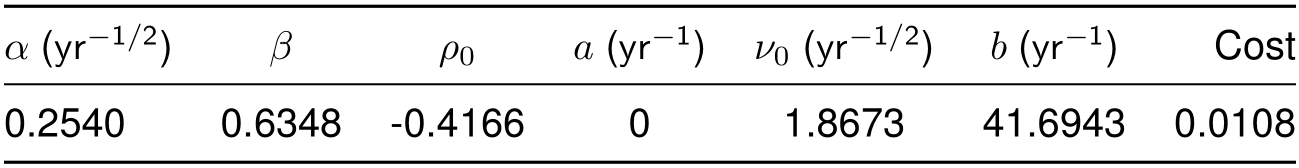 α (yr⁻¹/²) β ρ₀ a (yr⁻¹) ν₀ (yr⁻¹/²) b (yr⁻¹) Cost
0.2540 0.6348 -0.4166 0 1.8673 41.6943 0.0108